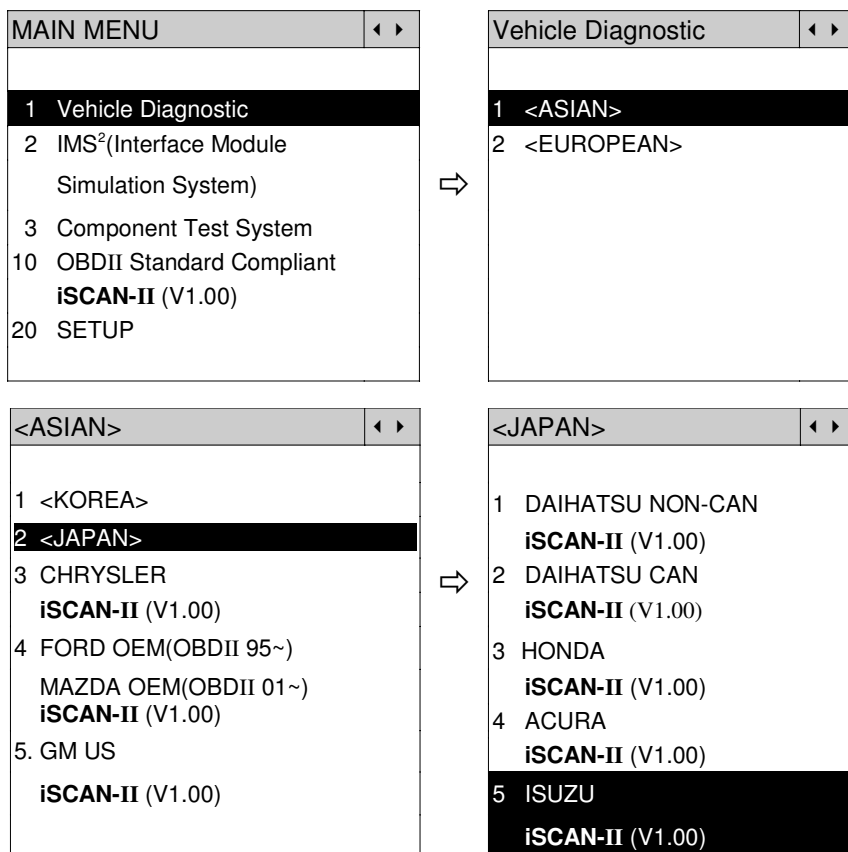 MAIN MENU
1 Vehicle Diagnostic
2 IMS²(Interface Module
Simulation System)
3 Component Test System
10 OBDII Standard Compliant
iSCAN-II (V1.00)
20 SETUP
Vehicle Diagnostic
1 <ASIAN>
2 <EUROPEAN>
<ASIAN>
1 <KOREA>
2 <JAPAN>
3 CHRYSLER
iSCAN-II (V1.00)
4 FORD OEM(OBDII 95~)
MAZDA OEM(OBDII 01~)
iSCAN-II (V1.00)
5. GM US
iSCAN-II (V1.00)
<JAPAN>
1 DAIHATSU NON-CAN
iSCAN-II (V1.00)
2 DAIHATSU CAN
iSCAN-II (V1.00)
3 HONDA
iSCAN-II (V1.00)
4 ACURA
iSCAN-II (V1.00)
5 ISUZU
iSCAN-II (V1.00)